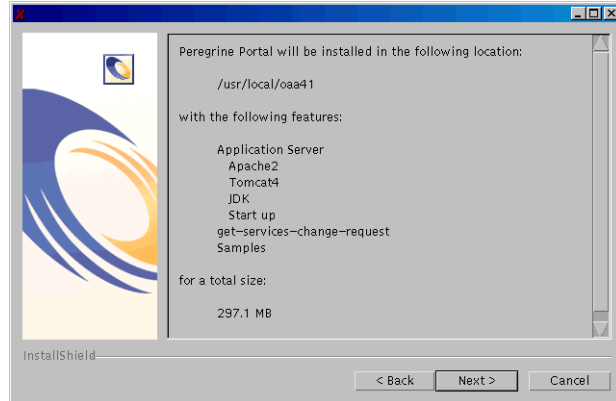 Peregrine Portal will be installed in the following location:
/usr/local/oaa41
with the following features:
Application Server
Apache2
Tomcat4
JDK
Start up
get-services-change-request
Samples
for a total size:
297.1 MB
InstallShield
< Back
Next >
Cancel